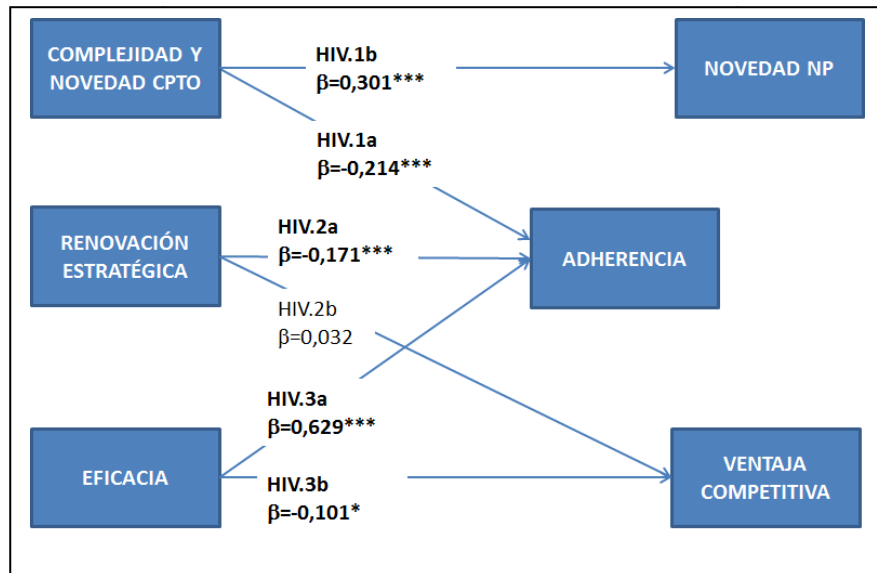 COMPLEJIDAD Y
NOVEDAD CPTO
HIV.1b
β=0,301***
NOVEDAD NP
HIV.1a
β=-0,214***
RENOVACIÓN
ESTRATÉGICA
HIV.2a
β=-0,171***
ADHERENCIA
HIV.2b
β=0,032
HIV.3a
β=0,629***
EFICACIA
HIV.3b
β=-0,101*
VENTAJA
COMPETITIVA